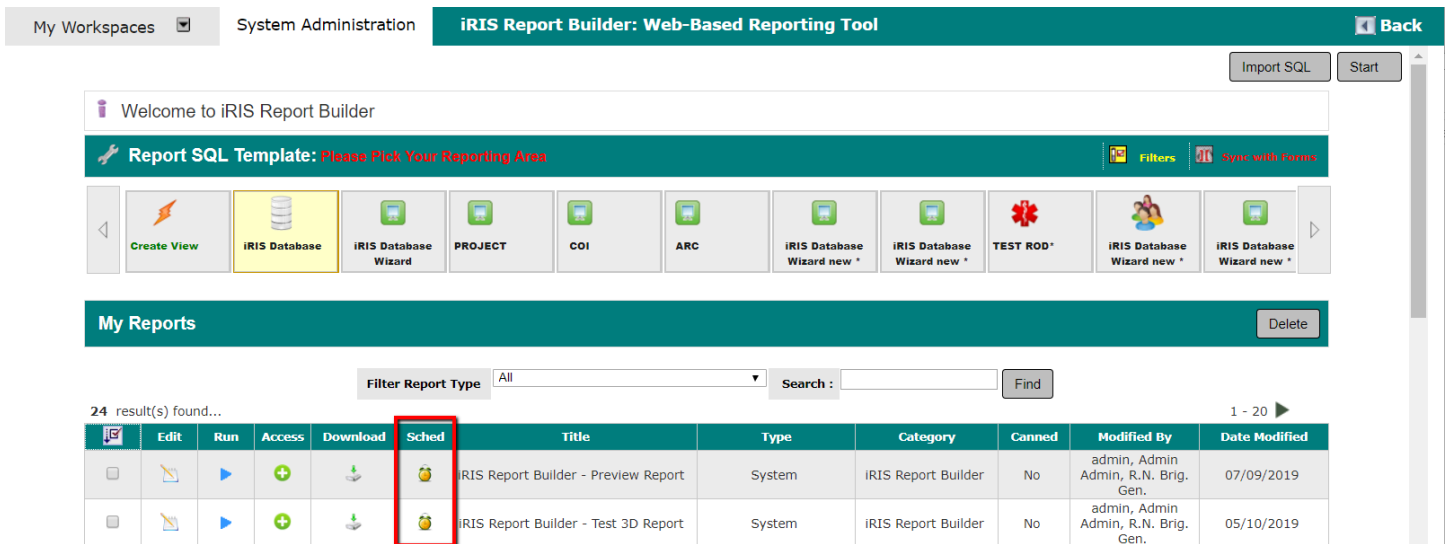 My Workspaces System Administration iRIS Report Builder: Web-Based Reporting Tool Back
Import SQL Start
Welcome to iRIS Report Builder
Report SQL Template: Please Pick Your Reporting Area Filters Sync with Forms
Create View iRIS Database iRIS Database PROJECT COI ARC iRIS Database iRIS Database TEST ROD* iRIS Database iRIS Database
Wizard Wizard new * Wizard new * Wizard new * Wizard new *
My Reports Delete
Filter Report Type All Search : Find
24 result(s) found... 1 - 20
Edit Run Access Download Sched Title Type Category Canned Modified By Date Modified
iRIS Report Builder - Preview Report System iRIS Report Builder No admin, Admin Admin, R.N. Brig. Gen. 07/09/2019
iRIS Report Builder - Test 3D Report System iRIS Report Builder No admin, Admin Admin, R.N. Brig. Gen. 05/10/2019